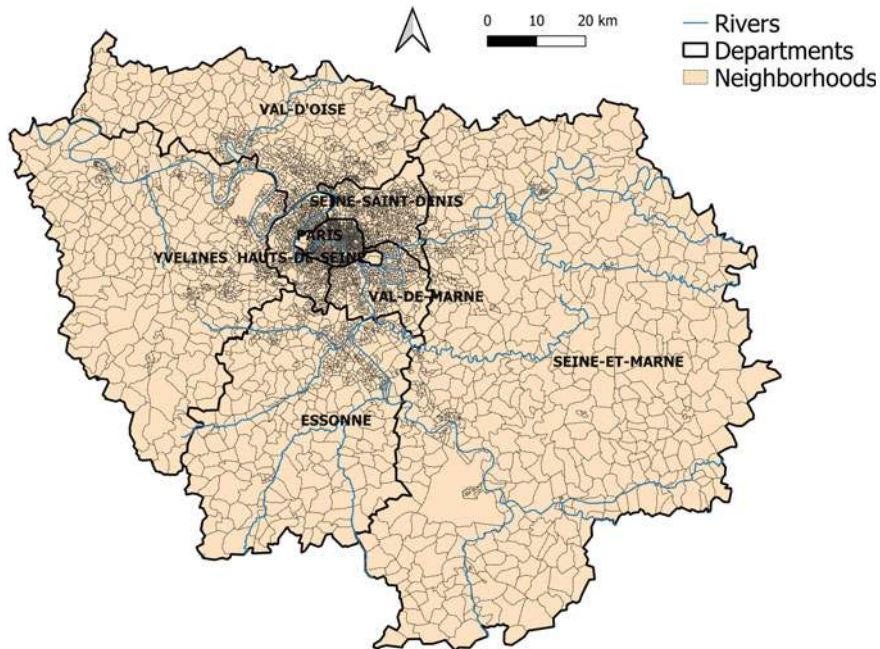 0 10 20 km
Rivers
Departments
Neighborhoods
VAL-D'OISE
SEINE-SAINT-DENIS
PARIS
YVELINES HAUTS-DE-SEINE
VAL-DE-MARNE
SEINE-ET-MARNE
ESSONNE